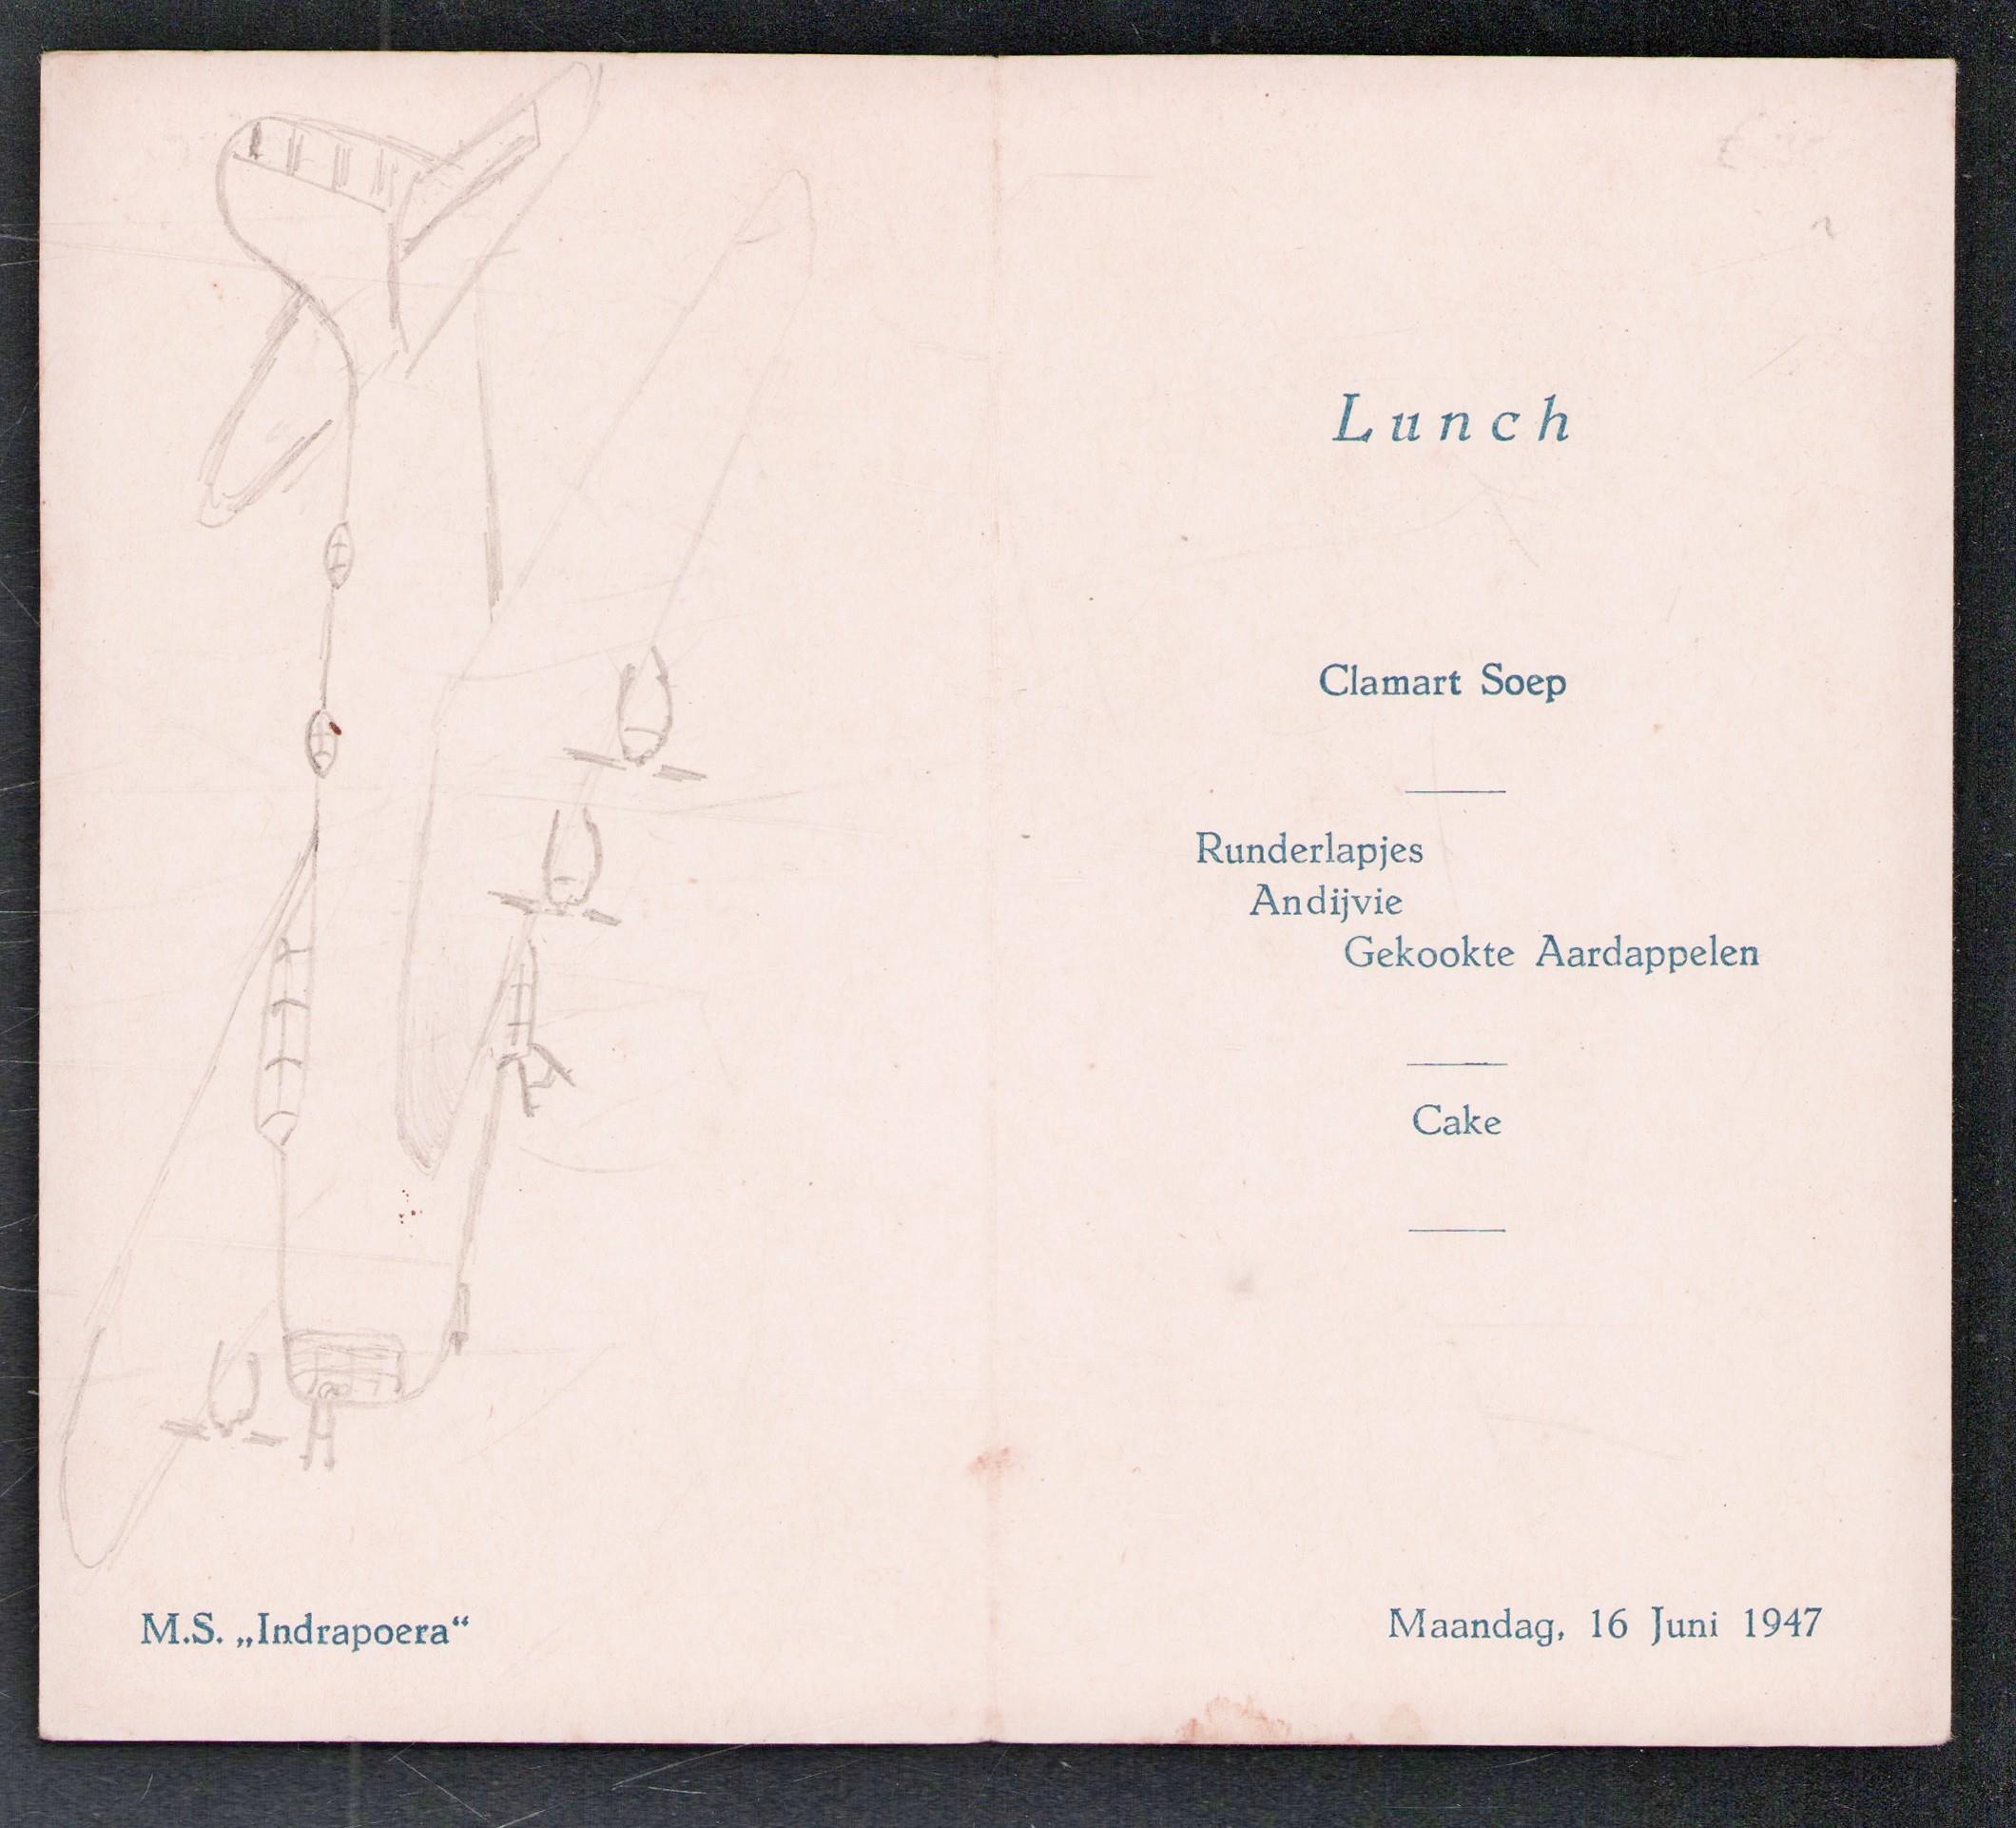 Lunch
Clamart Soep
Runderlapjes
Andijvie
Gekookte Aardappelen
Cake
M.S. „Indrapoera“
Maandag, 16 Juni 1947